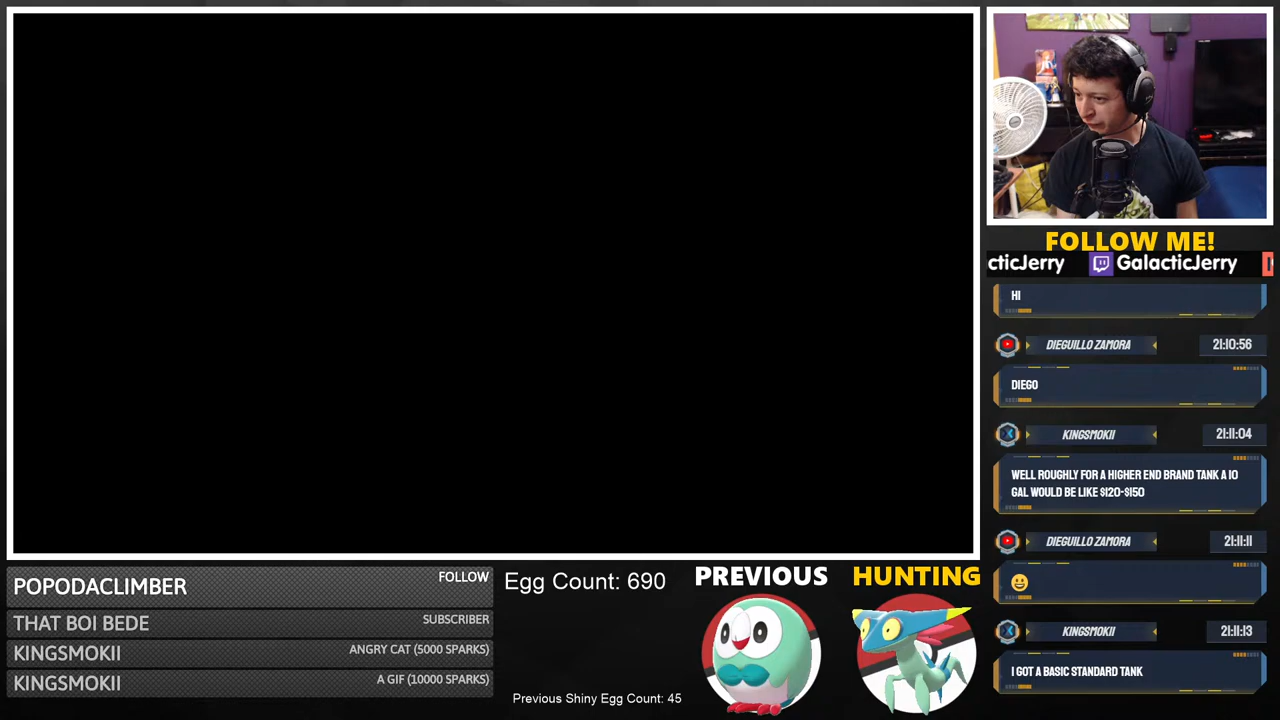 FOLLOW ME!
cticJerry GalacticJerry
HI
DIEGUILLO ZAMORA 21:10:56
DIEGO
KINGSMOKII 21:11:04
WELL ROUGHLY FOR A HIGHER END BRAND TANK A 10
GAL WOULD BE LIKE $120-$150
DIEGUILLO ZAMORA 21:11:11
KINGSMOKII 21:11:13
I GOT A BASIC STANDARD TANK
POPODACLIMBER FOLLOW
THAT BOI BEDE SUBSCRIBER
KINGSMOKII ANGRY CAT (5000 SPARKS)
KINGSMOKII A GIF (10000 SPARKS)
Egg Count: 690
Previous Shiny Egg Count: 45
PREVIOUS
HUNTING